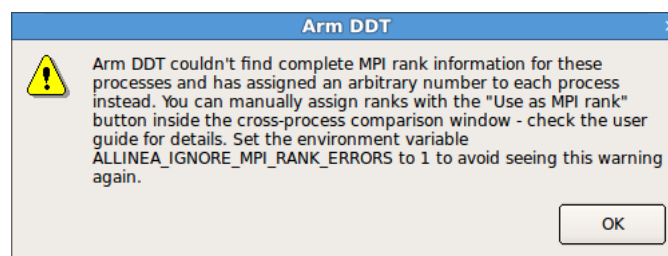 Arm DDT
Arm DDT couldn't find complete MPI rank information for these
processes and has assigned an arbitrary number to each process
instead. You can manually assign ranks with the "Use as MPI rank"
button inside the cross-process comparison window - check the user
guide for details. Set the environment variable
ALLINEA_IGNORE_MPI_RANK_ERRORS to 1 to avoid seeing this warning
again.
OK